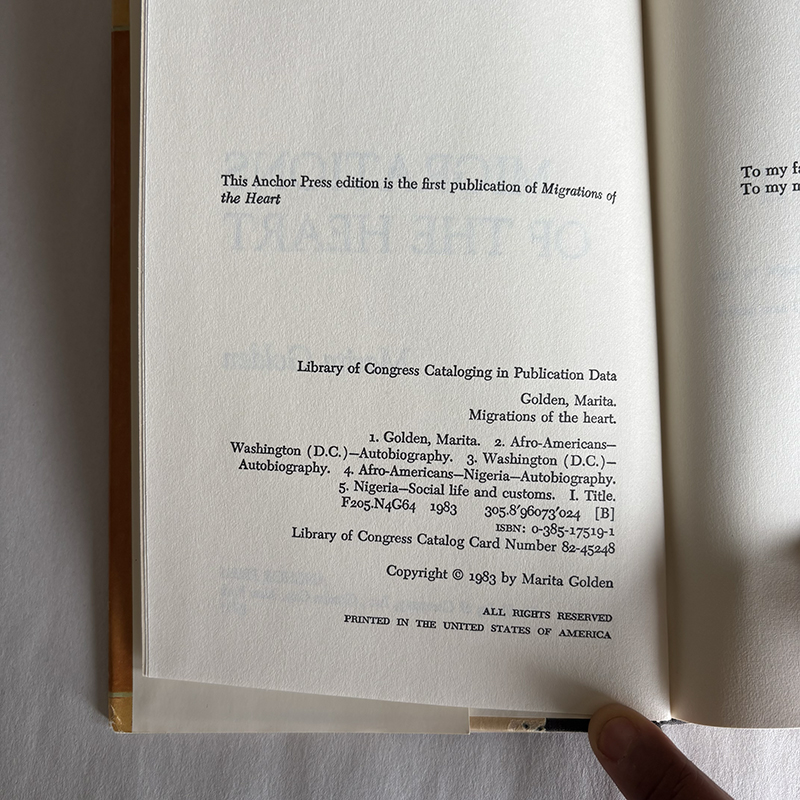 This Anchor Press edition is the first publication of Migrations of
the Heart
Library of Congress Cataloging in Publication Data
Golden, Marita.
Migrations of the heart.
1. Golden, Marita. 2. Afro-Americans—
Washington (D.C.)—Autobiography. 3. Washington (D.C.)—
Autobiography. 4. Afro-Americans—Nigeria—Autobiography.
5. Nigeria—Social life and customs. I. Title.
F205.N4G64 1983 305.8'96073'024 [B]
ISBN: 0-385-17519-1
Library of Congress Catalog Card Number 82-45248
Copyright © 1983 by Marita Golden
ALL RIGHTS RESERVED
PRINTED IN THE UNITED STATES OF AMERICA
To my
To my